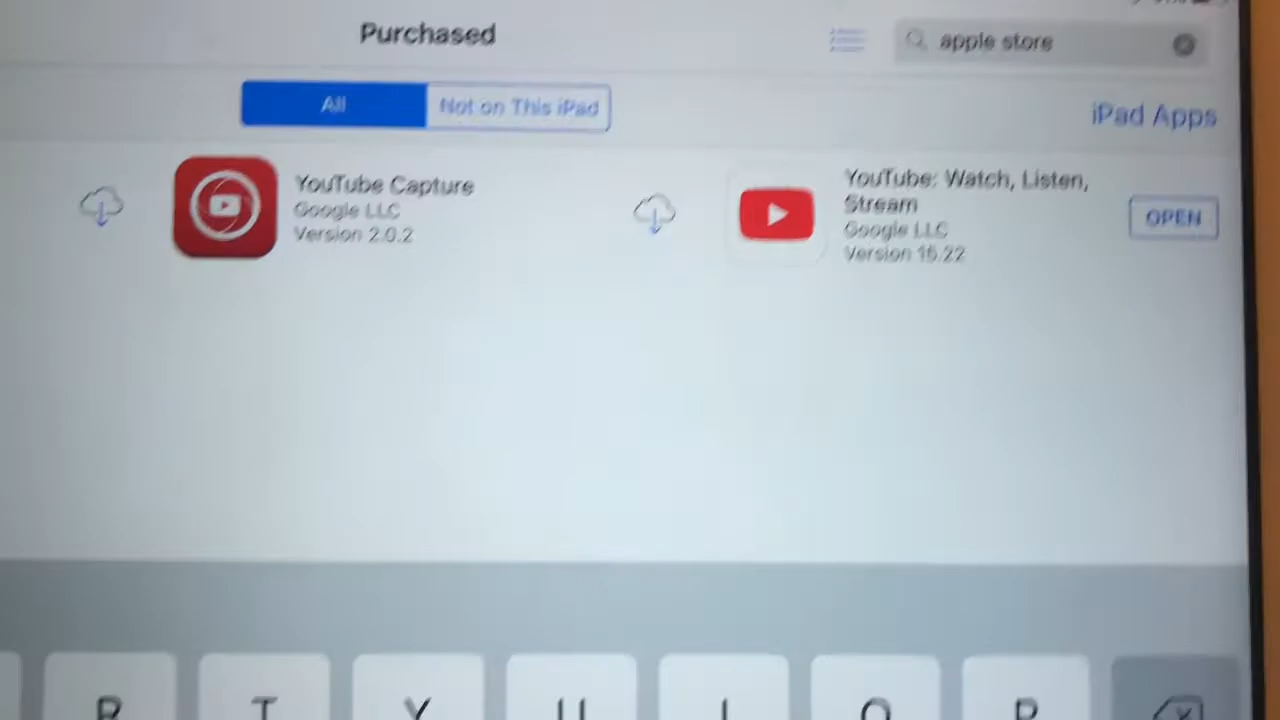 Purchased
apple store
All
Not on This iPad
iPad Apps
YouTube Capture
Google LLC
Version 2.0.2
YouTube: Watch, Listen,
Stream
Google LLC
Version 16.22
OPEN
R T Y U I O P